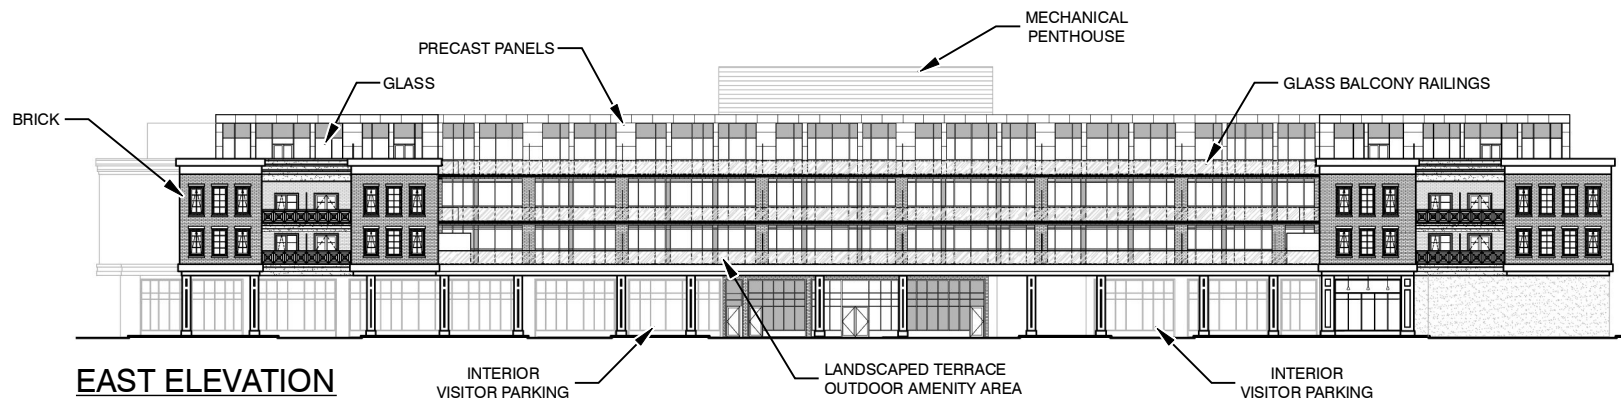 MECHANICAL
PENTHOUSE
PRECAST PANELS
GLASS
GLASS BALCONY RAILINGS
BRICK
EAST ELEVATION
INTERIOR
VISITOR PARKING
LANDSCAPED TERRACE
OUTDOOR AMENITY AREA
INTERIOR
VISITOR PARKING